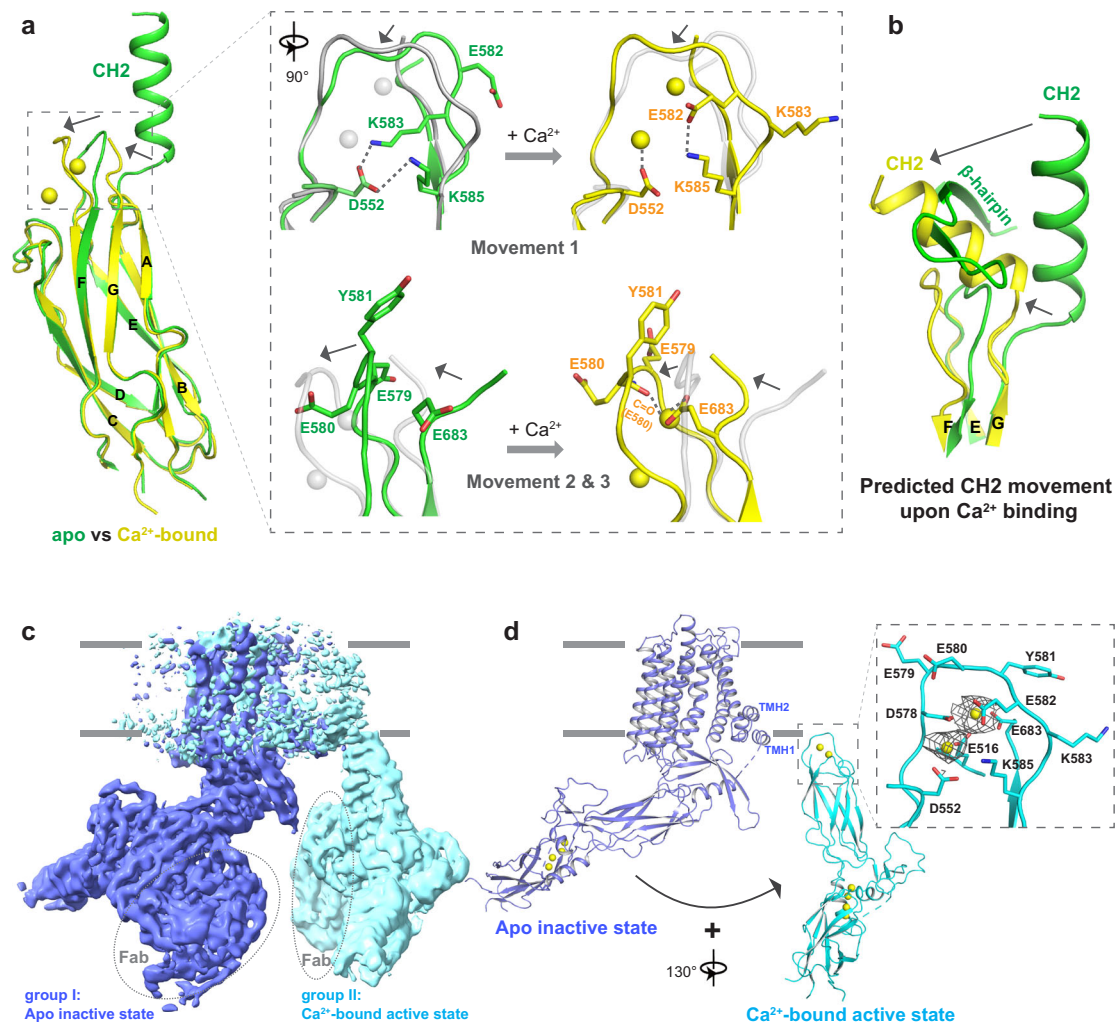 a
CH2
A
F
G
E
D
B
C
apo vs Ca²⁺-bound
90°
E582
K583
D552
K585
+ Ca²⁺
E582
K583
K585
D552
Movement 1
Y581
E579
E580
E683
+ Ca²⁺
Y581
E579
E580
C=O
(E580)
E683
Movement 2 & 3
b
CH2
CH2
β-hairpin
F
E
G
Predicted CH2 movement
upon Ca²⁺ binding
c
Fab
Fab
group I:
Apo inactive state
group II:
Ca²⁺-bound active state
d
TMH2
TMH1
Apo inactive state
+
130°
E580
Y581
E579
E582
D578
E683
E516
K583
K585
D552
Ca²⁺-bound active state